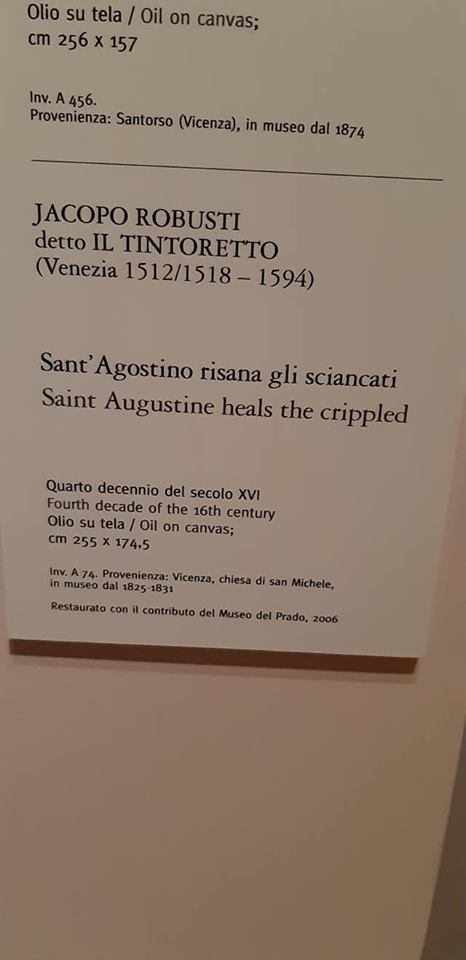 Olio su tela / Oil on canvas;
cm 256 x 157
Inv. A 456.
Provenienza: Santorso (Vicenza), in museo dal 1874
JACOPO ROBUSTI
detto IL TINTORETTO
(Venezia 1512/1518 – 1594)
Sant'Agostino risana gli sciancati
Saint Augustine heals the crippled
Quarto decennio del secolo XVI
Fourth decade of the 16th century
Olio su tela / Oil on canvas;
cm 255 x 174,5
Inv. A 74. Provenienza: Vicenza, chiesa di san Michele,
in museo dal 1825-1831
Restaurato con il contributo del Museo del Prado, 2006